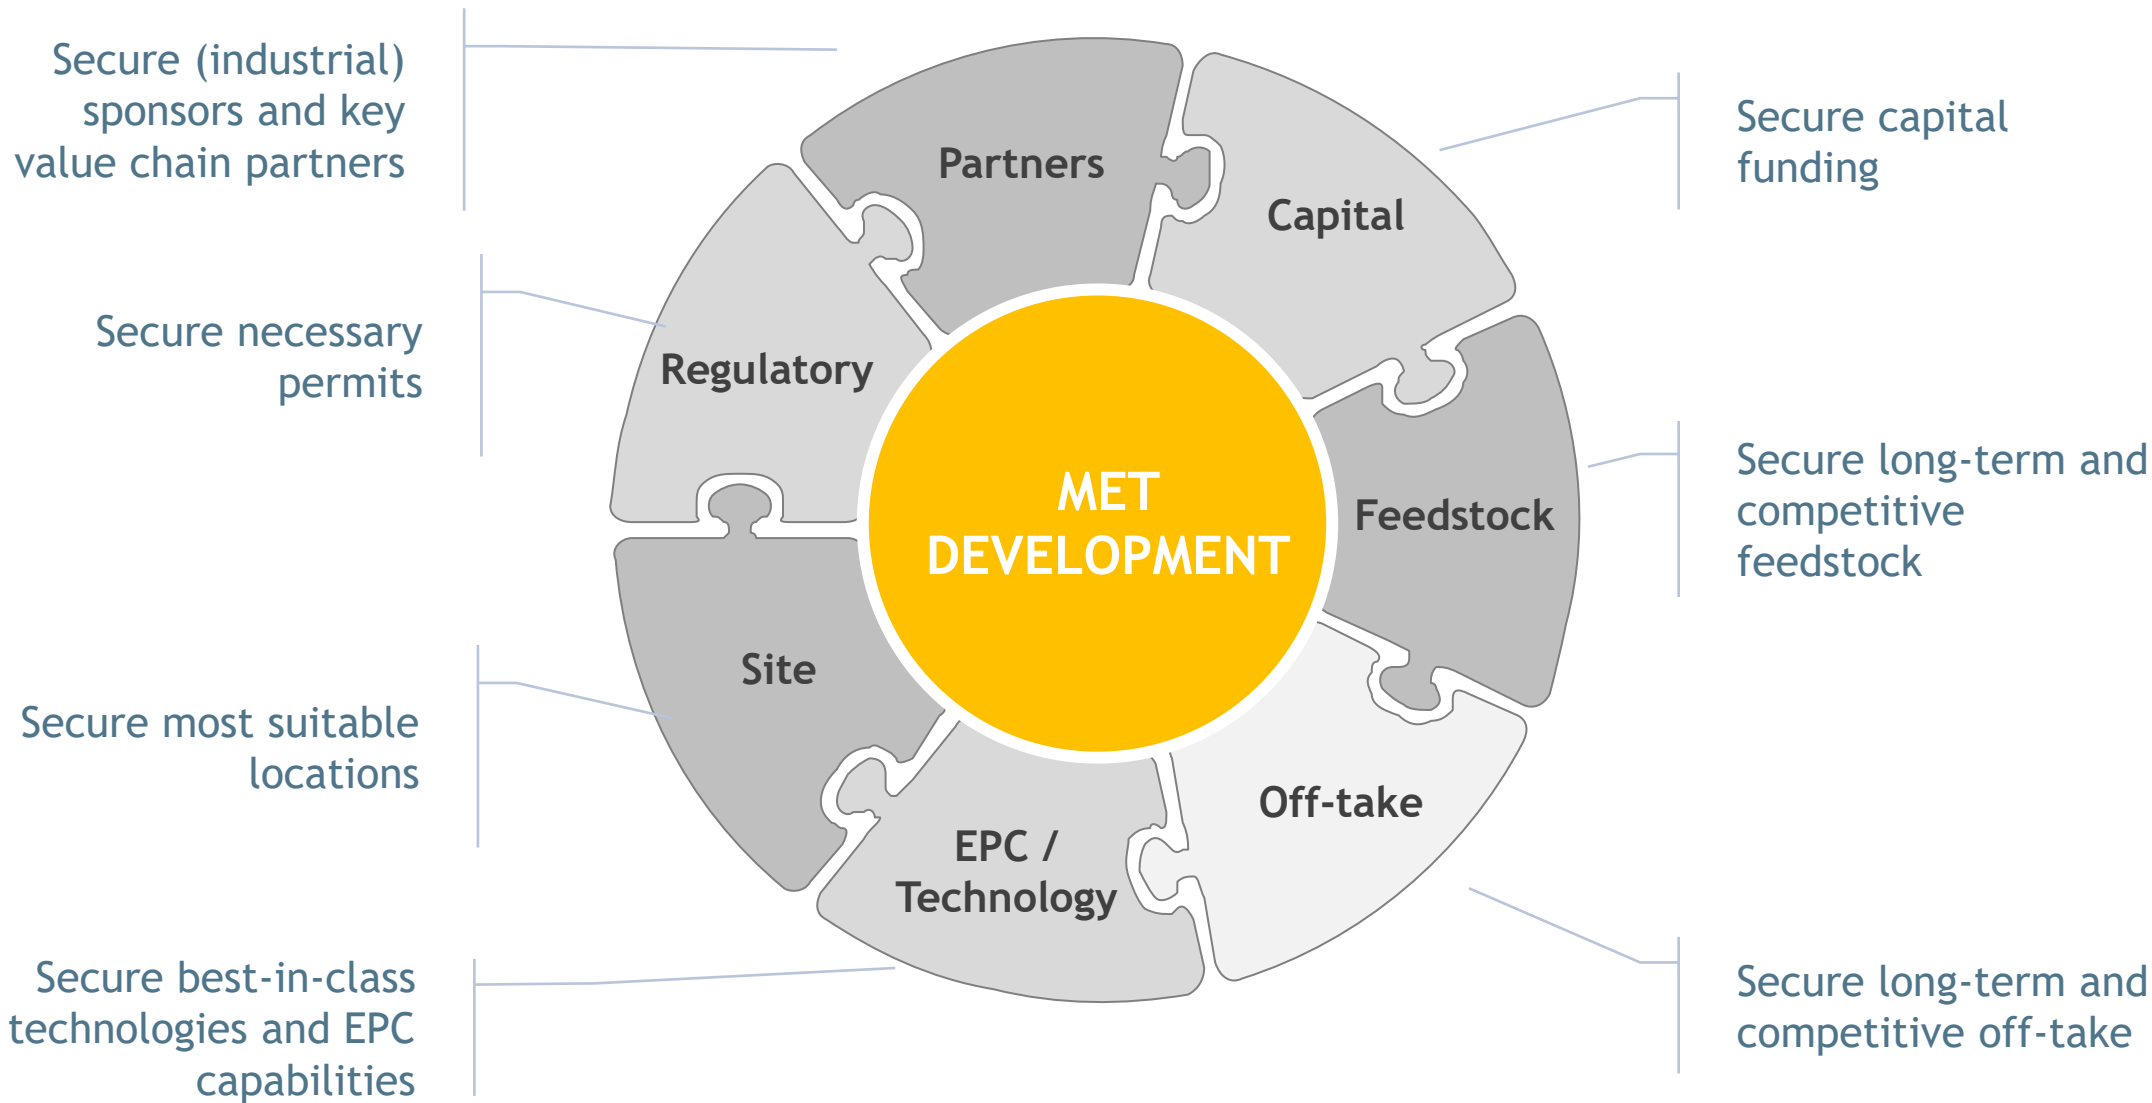 Secure (industrial)
sponsors and key
value chain partners
Secure necessary
permits
Secure most suitable
locations
Secure best-in-class
technologies and EPC
capabilities
Partners
Capital
Regulatory
Feedstock
MET
DEVELOPMENT
Site
Off-take
EPC /
Technology
Secure capital
funding
Secure long-term and
competitive
feedstock
Secure long-term and
competitive off-take